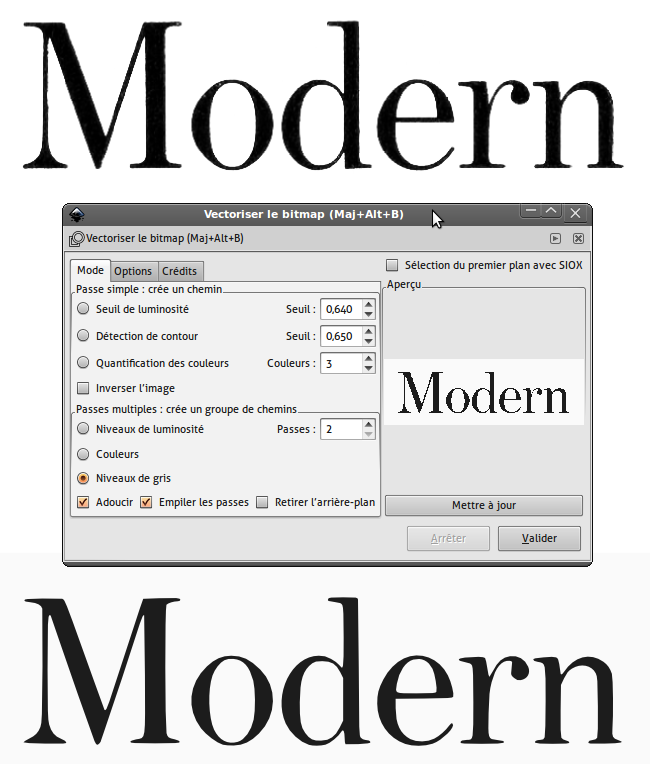 Modern
Vectoriser le bitmap (Maj+Alt+B)
Vectoriser le bitmap (Maj+Alt+B)
Mode Options Crédits
Sélection du premier plan avec SIOX
Passe simple : crée un chemin
Aperçu
Seuil de luminosité Seuil : 0,640
Détection de contour Seuil : 0,650
Quantification des couleurs Couleurs : 3
Inverser l'image
Modern
Passes multiples : crée un groupe de chemins
Niveaux de luminosité Passes : 2
Couleurs
Niveaux de gris
Adoucir Empiler les passes Retirer l'arrière-plan
Mettre à jour
Arrêter Valider
Modern